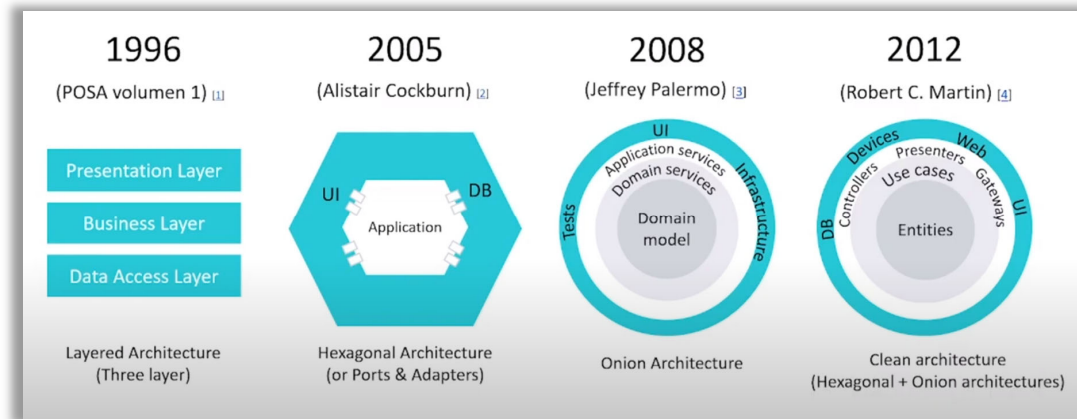 1996
(POSA volumen 1) [1]
Presentation Layer
Business Layer
Data Access Layer
Layered Architecture
(Three layer)
2005
(Alistair Cockburn) [2]
UI
DB
Application
Hexagonal Architecture
(or Ports & Adapters)
2008
(Jeffrey Palermo) [3]
UI
Application services
Domain services
Tests
Infrastructure
Domain
model
Onion Architecture
2012
(Robert C. Martin) [4]
Devices
Web
Presenters
Controllers
Use cases
Gateways
DB
UI
Entities
Clean architecture
(Hexagonal + Onion architectures)